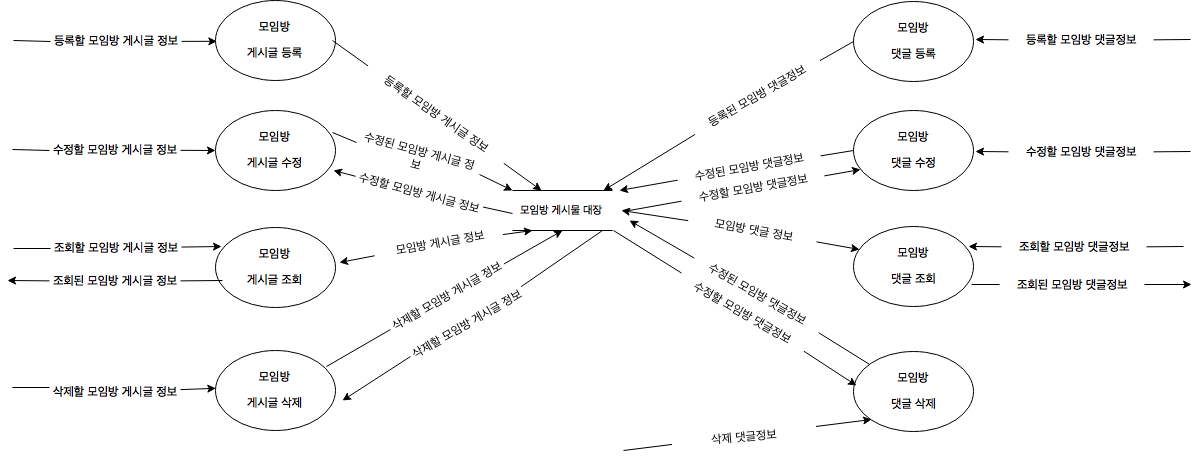 등록할 모임방 게시글 정보
모임방
게시글 등록
등록할 모임방 게시글 정보
등록된 모임방 댓글정보
모임방
댓글 등록
등록할 모임방 댓글정보
수정할 모임방 게시글 정보
모임방
게시글 수정
수정된 모임방 게시글 정
보
수정할 모임방 게시글 정보
수정된 모임방 댓글정보
수정할 모임방 댓글정보
모임방
댓글 수정
수정할 모임방 댓글정보
모임방 게시물 대장
조회할 모임방 게시글 정보
조회된 모임방 게시글 정보
모임방
게시글 조회
모임방 게시글 정보
모임방 댓글 정보
모임방
댓글 조회
조회할 모임방 댓글정보
조회된 모임방 댓글정보
삭제할 모임방 게시글 정보
모임방
게시글 삭제
삭제할 모임방 게시글 정보
삭제할 모임방 게시글 정보
수정된 모임방 댓글정보
수정할 모임방 댓글정보
모임방
댓글 삭제
삭제 댓글정보